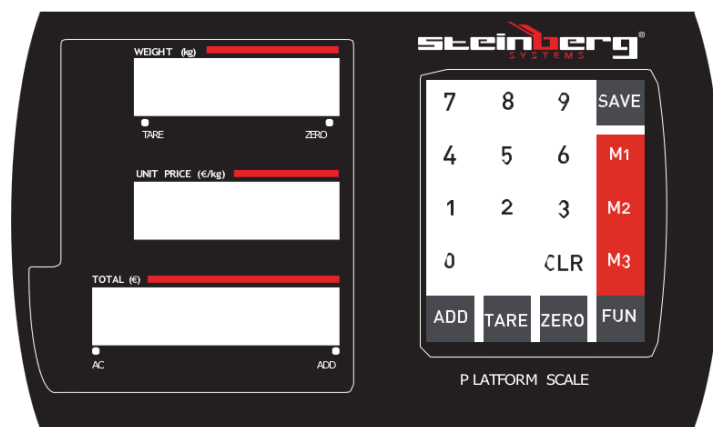 WEIGHT (kg)
TARE ZERO
UNIT PRICE (€/kg)
TOTAL (€)
AC ADD
steinberg®
SYSTEMS
7 8 9 SAVE
4 5 6 M1
1 2 3 M2
0 CLR M3
ADD TARE ZERO FUN
PLATFORM SCALE